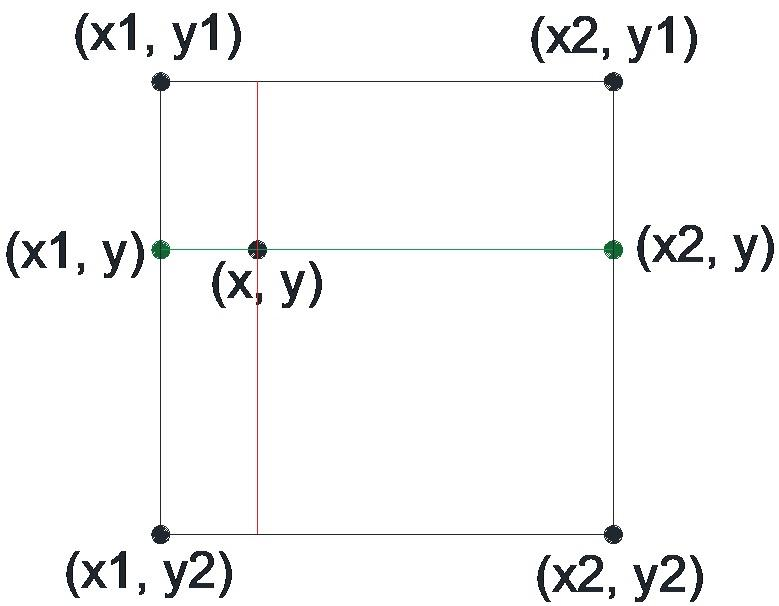 (x1, y1)
(x2, y1)
(x1, y)
(x2, y)
(x, y)
(x1, y2)
(x2, y2)